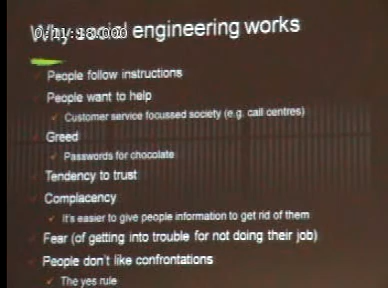 Why social engineering works
People follow instructions
People want to help
Customer service focussed society (e.g. call centres)
Greed
Passwords for chocolate
Tendency to trust
Complacency
It's easier to give people information to get rid of them
Fear (of getting into trouble for not doing their job)
People don't like confrontations
The yes rule